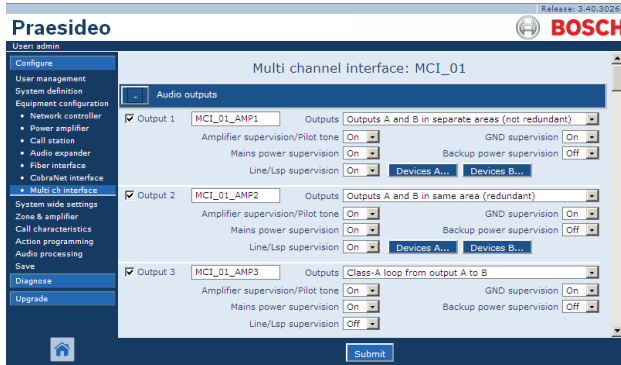 Release: 3.40.3026
Praesideo
BOSCH
User: admin
Configure
User management
System definition
Equipment configuration
• Network controller
• Power amplifier
• Call station
• Audio expander
• Fiber interface
• CobraNet interface
• Multi ch interface
System wide settings
Zone & amplifier
Call characteristics
Action programming
Audio processing
Save
Diagnose
Upgrade
Multi channel interface: MCI_01
- Audio outputs
Output 1 MCI_01_AMP1 Outputs Outputs A and B in separate areas (not redundant)
Amplifier supervision/Pilot tone On GND supervision On
Mains power supervision On Backup power supervision Off
Line/Lsp supervision On Devices A... Devices B...
Output 2 MCI_01_AMP2 Outputs Outputs A and B in same area (redundant)
Amplifier supervision/Pilot tone On GND supervision On
Mains power supervision On Backup power supervision Off
Line/Lsp supervision On Devices A... Devices B...
Output 3 MCI_01_AMP3 Outputs Class-A loop from output A to B
Amplifier supervision/Pilot tone On GND supervision On
Mains power supervision On Backup power supervision Off
Line/Lsp supervision Off
Submit